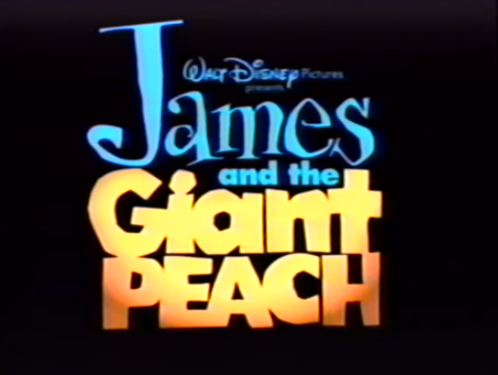 Walt Disney Pictures
presents
James
and the
Giant
PEACH